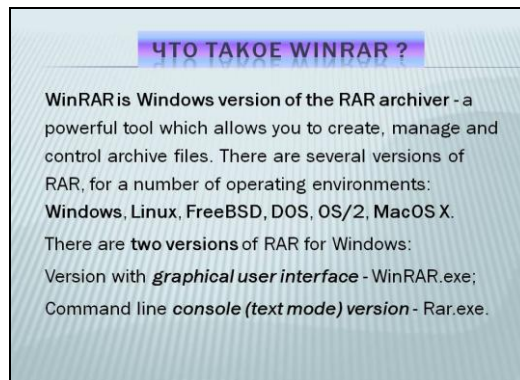 ЧТО ТАКОЕ WINRAR ?
WinRAR is Windows version of the RAR archiver - a
powerful tool which allows you to create, manage and
control archive files. There are several versions of
RAR, for a number of operating environments:
Windows, Linux, FreeBSD, DOS, OS/2, MacOS X.
There are two versions of RAR for Windows:
Version with graphical user interface - WinRAR.exe;
Command line console (text mode) version - Rar.exe.